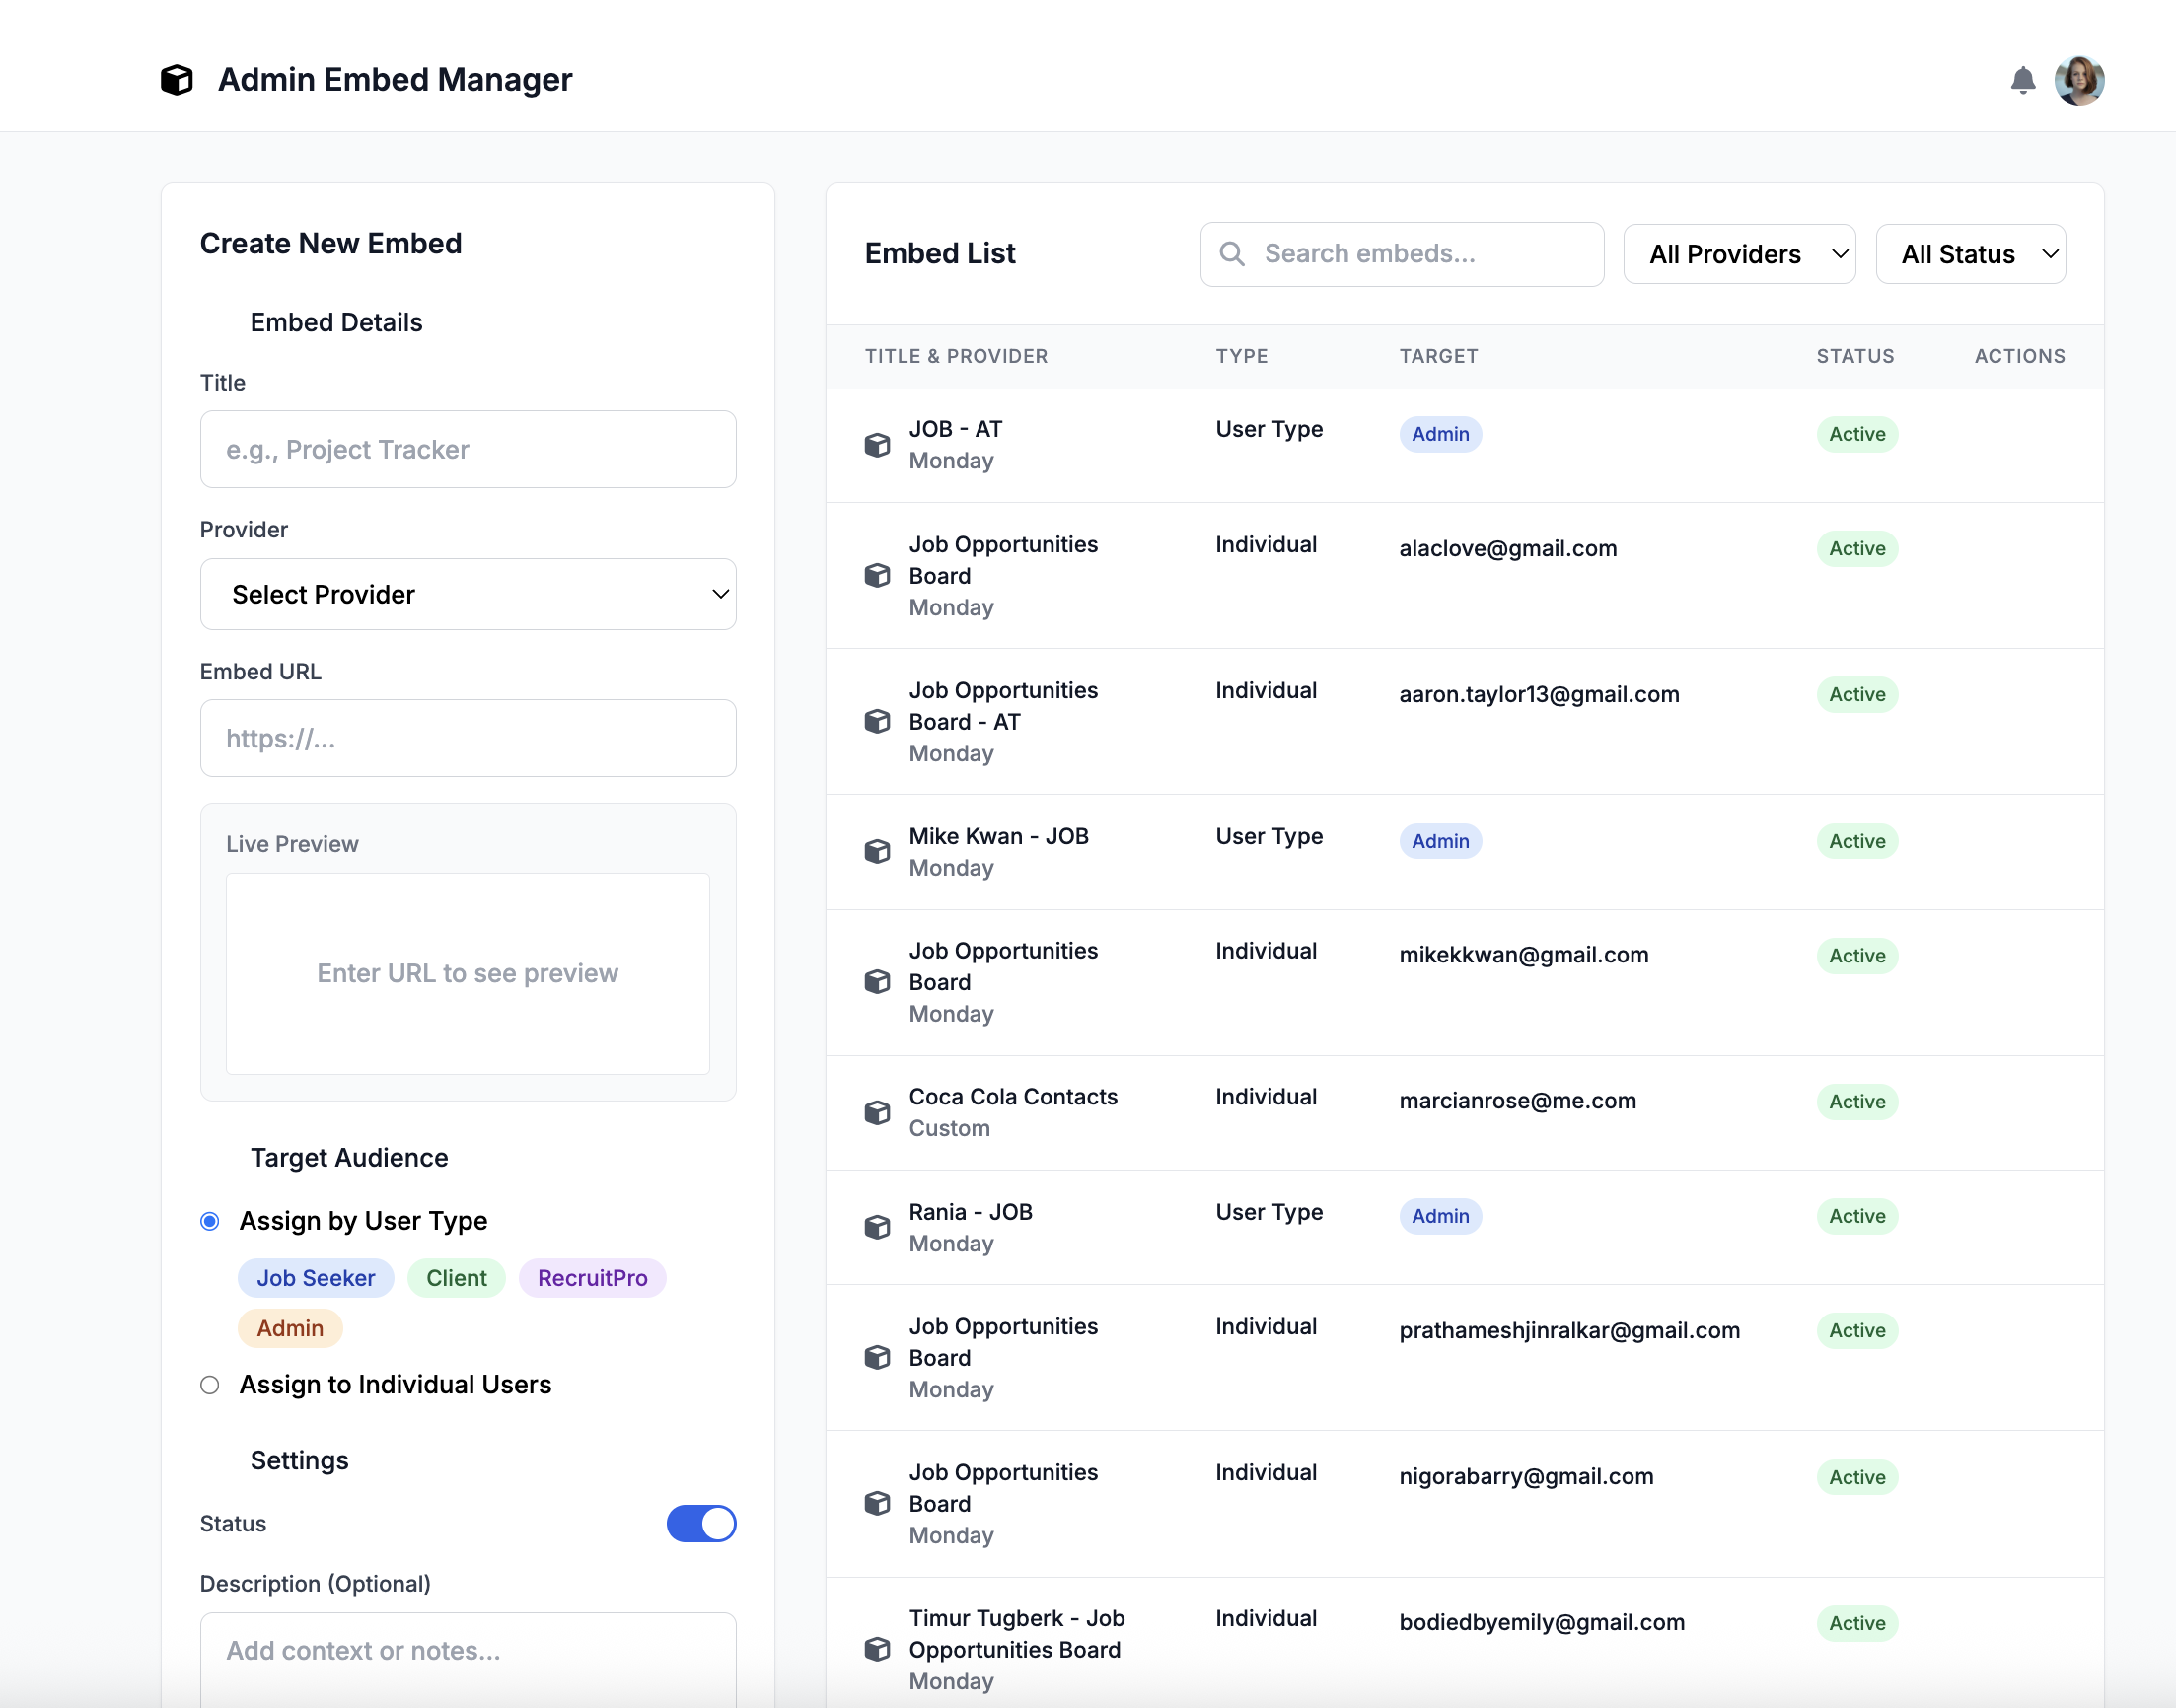 Admin Embed Manager
Create New Embed
Embed Details
Title
e.g., Project Tracker
Provider
Select Provider
Embed URL
https://...
Live Preview
Enter URL to see preview
Target Audience
Assign by User Type
Job Seeker Client RecruitPro
Admin
Assign to Individual Users
Settings
Status
Description (Optional)
Add context or notes...
Embed List
Search embeds...
All Providers
All Status
TITLE & PROVIDER TYPE TARGET STATUS ACTIONS
JOB - AT User Type Admin Active
Monday
Job Opportunities Individual alaclove@gmail.com Active
Board
Monday
Job Opportunities Individual aaron.taylor13@gmail.com Active
Board - AT
Monday
Mike Kwan - JOB User Type Admin Active
Monday
Job Opportunities Individual mikekkwan@gmail.com Active
Board
Monday
Coca Cola Contacts Individual marcianrose@me.com Active
Custom
Rania - JOB User Type Admin Active
Monday
Job Opportunities Individual prathameshjinralkar@gmail.com Active
Board
Monday
Job Opportunities Individual nigorabarry@gmail.com Active
Board
Monday
Timur Tugberk - Job Individual bodiedbyemily@gmail.com Active
Opportunities Board
Monday